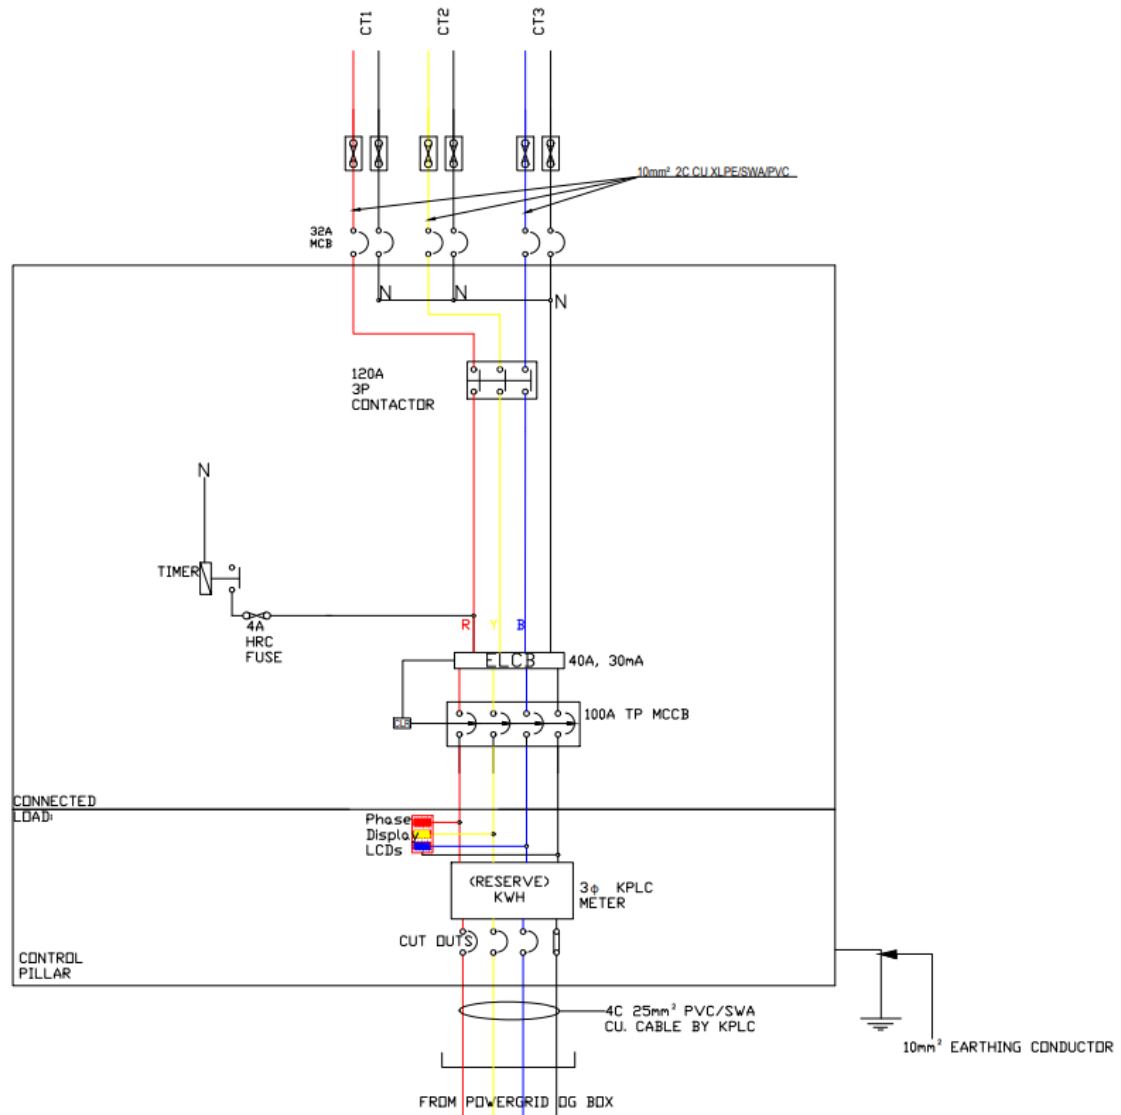 CT1
CT2
CT3
10mm² 2C CU XLPE/SWA/PVC
32A
MCB
N
N
N
120A
3P
CONTACTOR
N
TIMER
4A
HRC
FUSE
R
Y
B
ELCB
40A, 30mA
100A TP MCCB
CONNECTED
LOAD:
Phase
Display
LCDs
(RESERVE)
KWH
3ϕ KPLC
METER
CUT OUTS
CONTROL
PILLAR
4C 25mm² PVC/SWA
CU. CABLE BY KPLC
10mm² EARTHING CONDUCTOR
FROM POWERGRID OG BOX